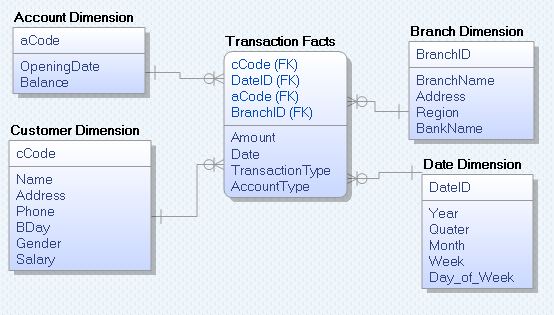 Account Dimension
aCode
OpeningDate
Balance
Customer Dimension
cCode
Name
Address
Phone
BDay
Gender
Salary
Transaction Facts
cCode (FK)
DateID (FK)
aCode (FK)
BranchID (FK)
Amount
Date
TransactionType
AccountType
Branch Dimension
BranchID
BranchName
Address
Region
BankName
Date Dimension
DateID
Year
Quater
Month
Week
Day_of_Week